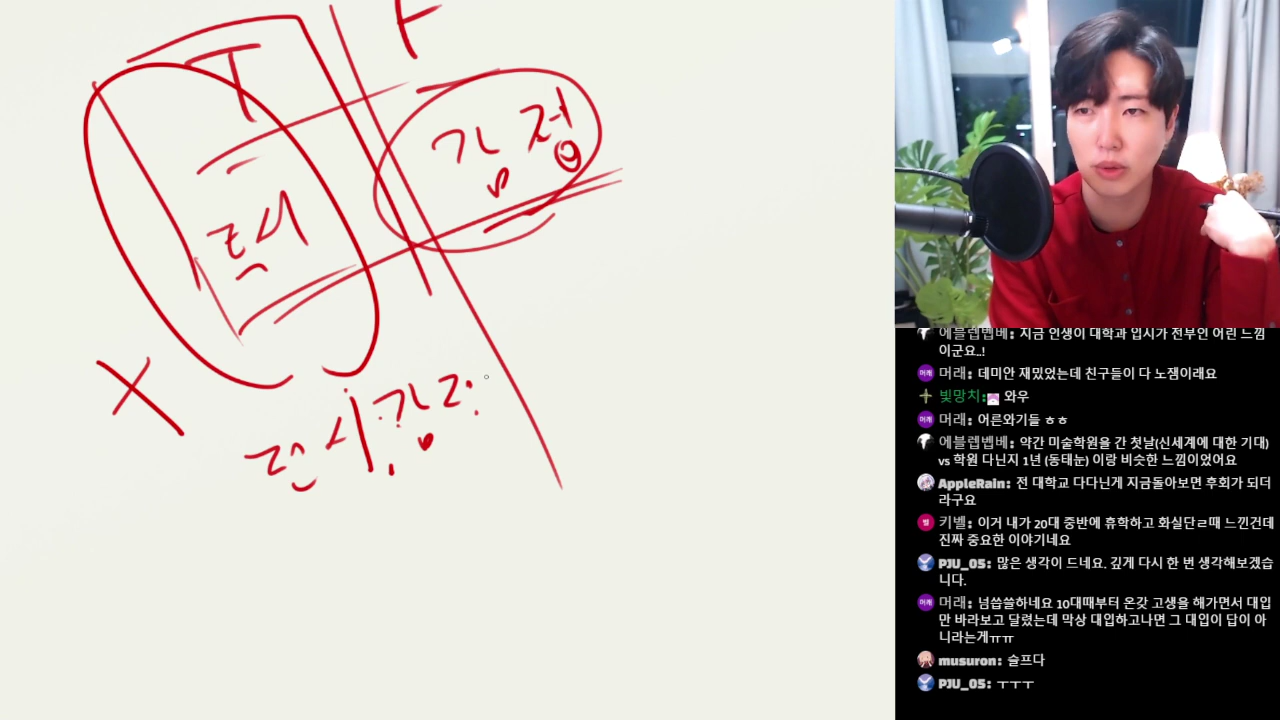 T
F
감정
에블렙벱베: 지금 인생이 대학과 입시가 전부인 어린 느낌
이군요..!
머래: 데미안 재밌었는데 친구들이 다 노잼이래요
빛망치: 와우
머래: 어른와기들 ㅎㅎ
에블렙벱베: 약간 미술학원을 간 첫날(신세계에 대한 기대)
vs 학원 다닌지 1년 (동태눈) 이랑 비슷한 느낌이었어요
AppleRain: 전 대학교 다다닌게 지금돌아보면 후회가 되더
라구요
키벨: 이거 내가 20대 중반에 휴학하고 화실단ㄹ때 느낀건데
진짜 중요한 이야기네요
PJU_05: 많은 생각이 드네요. 깊게 다시 한 번 생각해보겠습
니다.
머래: 넘씁쓸하네요 10대때부터 온갖 고생을 해가면서 대입
만 바라보고 달렸는데 막상 대입하고나면 그 대입이 답이 아
니라는게ㅠㅠ
musuron: 슬프다
PJU_05: ㅜㅜㅜ